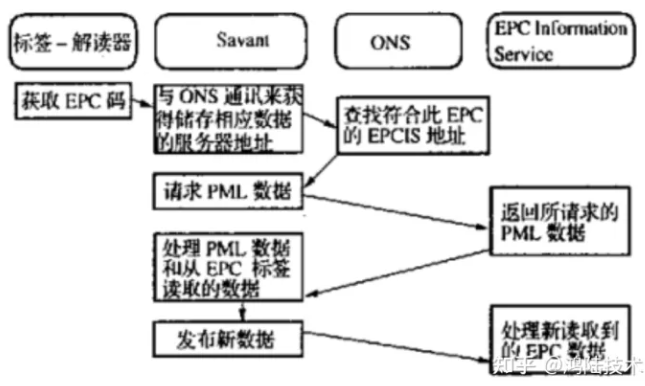 标签－解读器
Savant
ONS
EPC Information
Service
获取 EPC 码
与 ONS 通讯来获
得储存相应数据
的服务器地址
查找符合此 EPC
的 EPCIS 地址
请求 PML 数据
返回所请求的
PML 数据
处理 PML 数据
和从 EPC 标签
读取的数据
发布新数据
处理新读取到
的 EPC 数据
知乎 @鸿陆技术